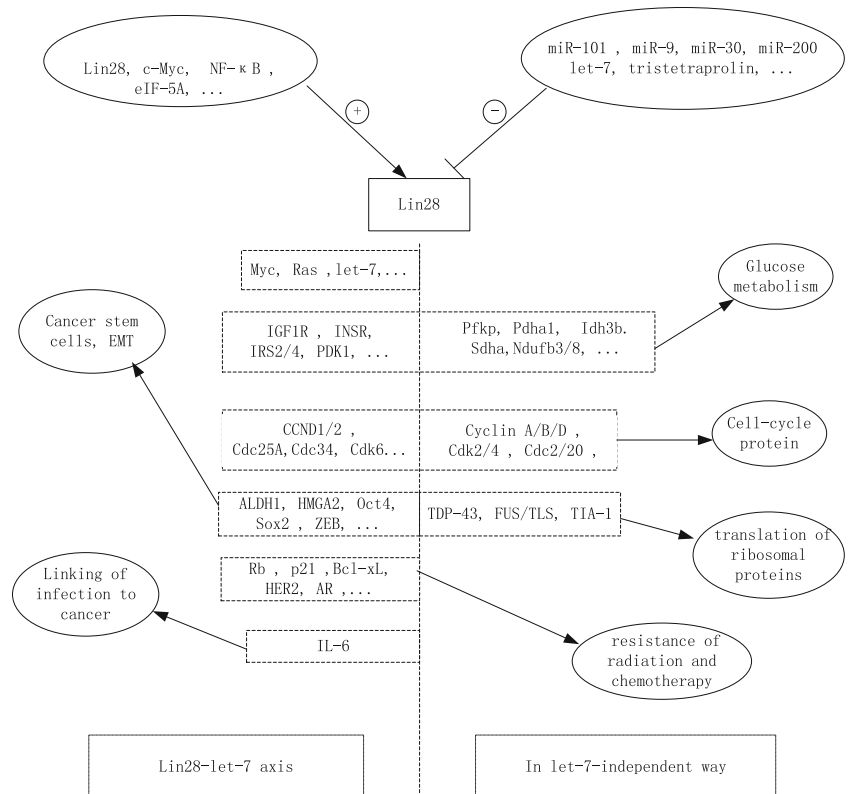 Lin28, c-Myc, NF-κB,
eIF-5A, ...
miR-101 , miR-9, miR-30, miR-200
let-7, tristetraprolin, ...
+
−
Lin28
Myc, Ras ,let-7,...
Glucose
metabolism
Cancer stem
cells, EMT
IGF1R , INSR,
IRS2/4, PDK1, ...
Pfkp, Pdha1, Idh3b.
Sdha,Ndufb3/8, ...
CCND1/2 ,
Cdc25A,Cdc34, Cdk6...
Cyclin A/B/D ,
Cdk2/4 , Cdc2/20 ,
Cell-cycle
protein
ALDH1, HMGA2, Oct4,
Sox2 , ZEB, ...
TDP-43, FUS/TLS, TIA-1
translation of
ribosomal
proteins
Rb , p21 ,Bcl-xL,
HER2, AR ,...
Linking of
infection to
cancer
IL-6
resistance of
radiation and
chemotherapy
Lin28-let-7 axis
In let-7-independent way